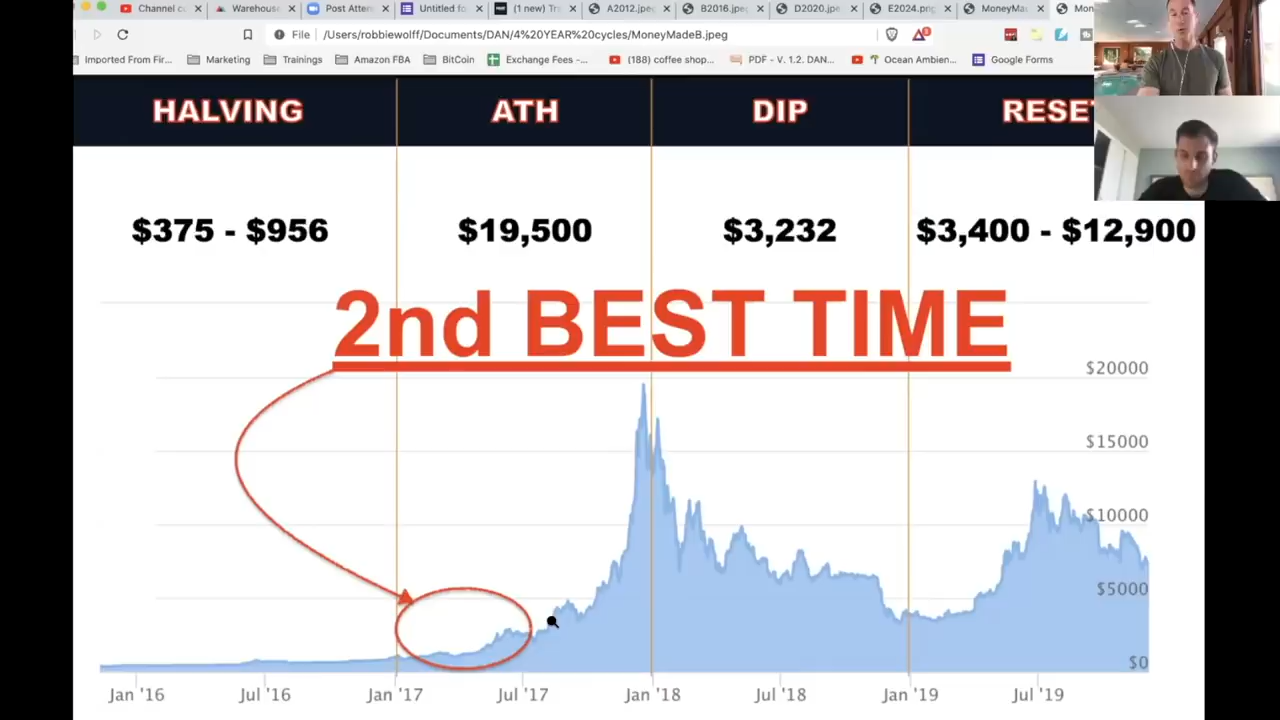 Channel c
Warehouse
Post Atten
Untitled fo
(1 new) Tr
A2012.jpeg
B2016.jpeg
D2020.jpe
E2024.png
MoneyMa
Mon
File
/Users/robbiewolff/Documents/DAN/4%20YEAR%20cycles/MoneyMadeB.jpeg
3
Imported From Fir...
Marketing
Trainings
Amazon FBA
BitCoin
Exchange Fees -...
(188) coffee shop...
PDF - V. 1.2. DAN...
Ocean Ambien...
Google Forms
HALVING ATH DIP RESET
$375 - $956 $19,500 $3,232 $3,400 - $12,900
2nd BEST TIME
$20000
$15000
$10000
$5000
$0
Jan '16 Jul '16 Jan '17 Jul '17 Jan '18 Jul '18 Jan '19 Jul '19